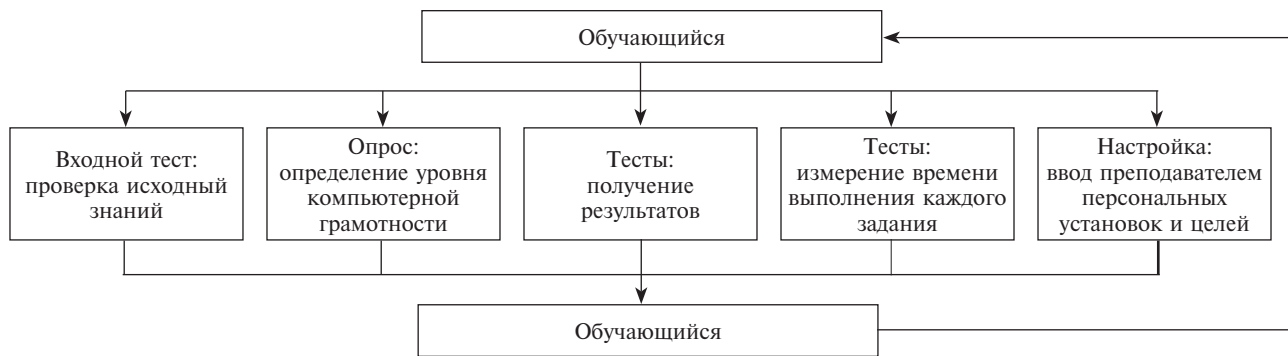 Обучающийся
Входной тест:
проверка исходный
знаний
Опрос:
определение уровня
компьютерной
грамотности
Тесты:
получение
результатов
Тесты:
измерение времени
выполнения каждого
задания
Настройка:
ввод преподавателем
персональных
установок и целей
Обучающийся